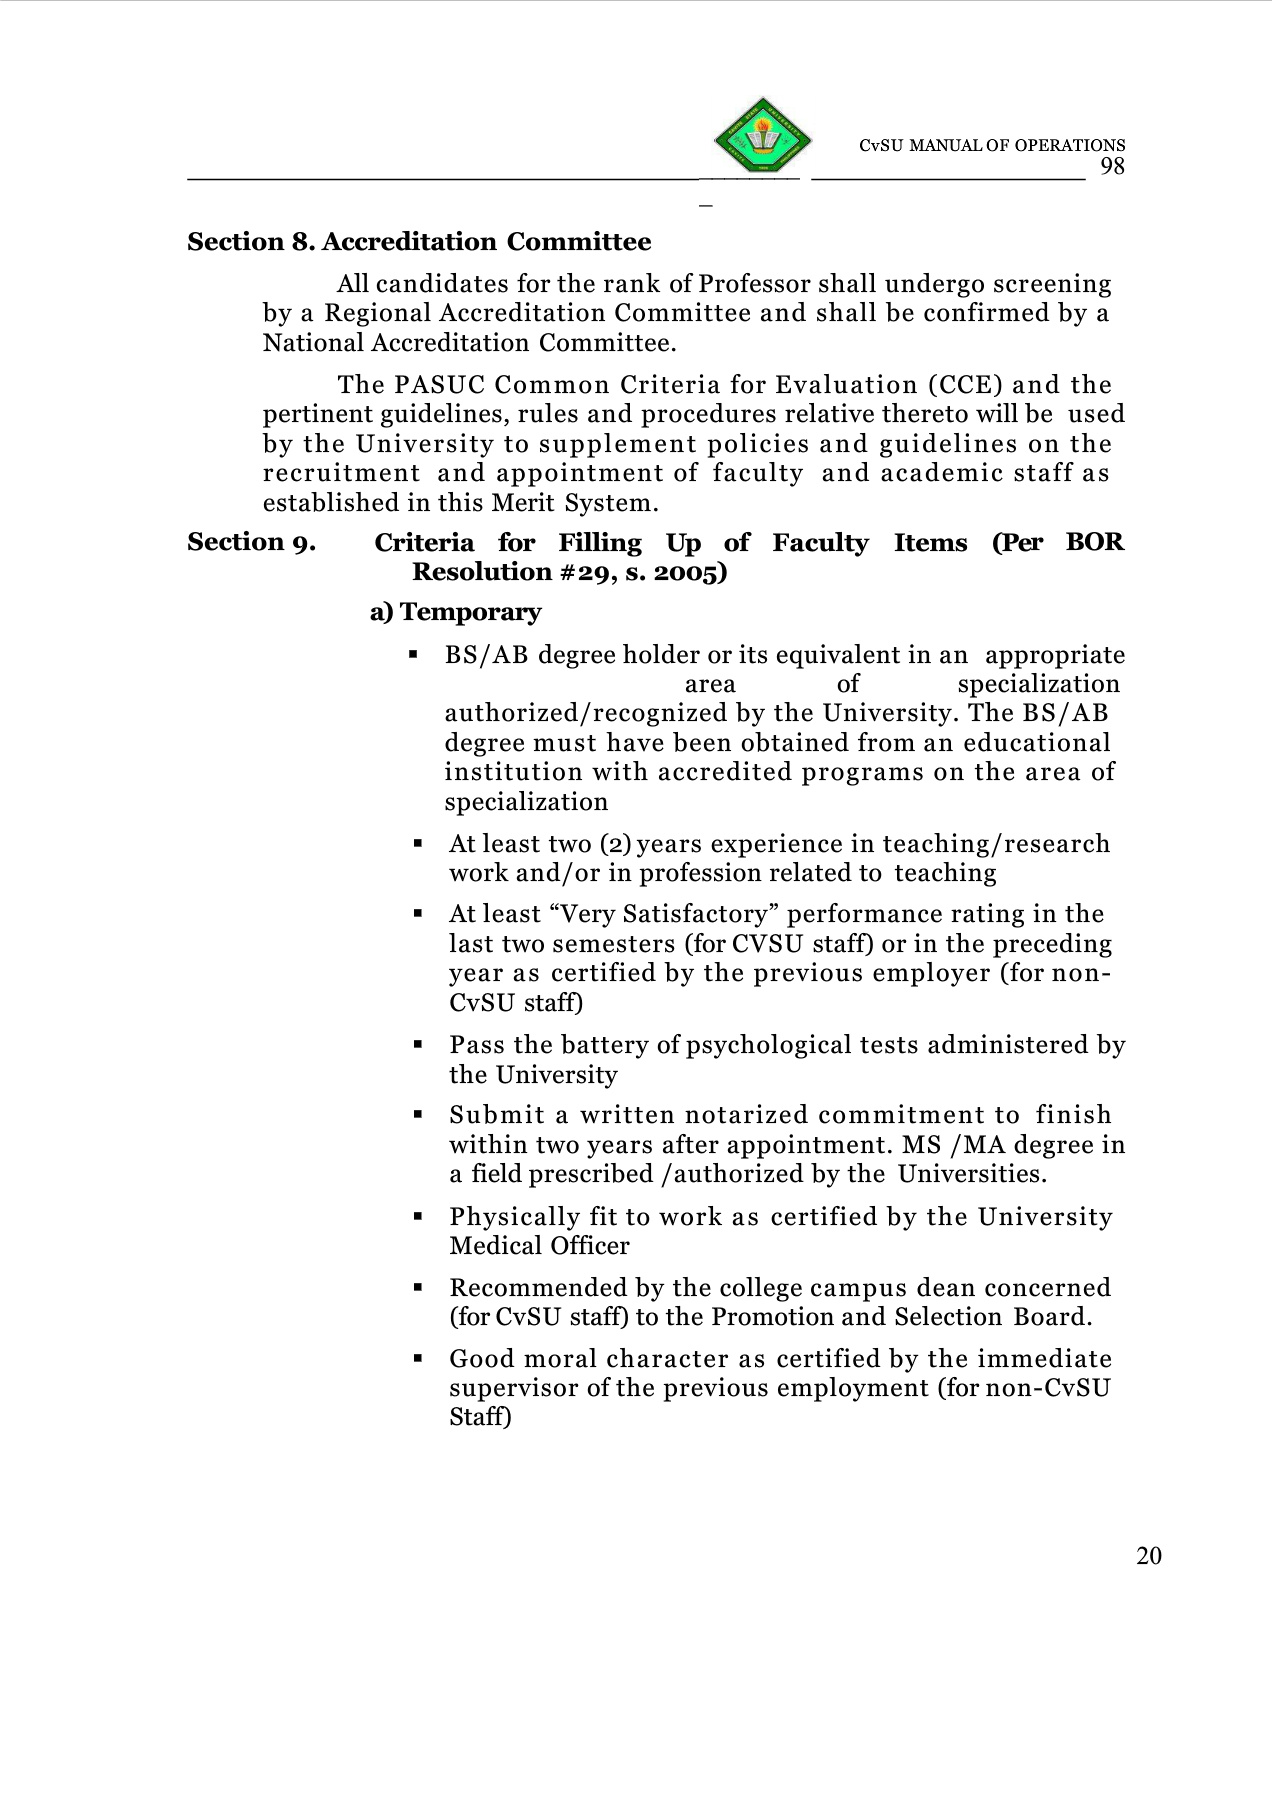 CvSU MANUAL OF OPERATIONS
98
Section 8. Accreditation Committee
All candidates for the rank of Professor shall undergo screening
by a Regional Accreditation Committee and shall be confirmed by a
National Accreditation Committee.
The PASUC Common Criteria for Evaluation (CCE) and the
pertinent guidelines, rules and procedures relative thereto will be used
by the University to supplement policies and guidelines on the
recruitment and appointment of faculty and academic staff as
established in this Merit System.
Section 9. Criteria for Filling Up of Faculty Items (Per BOR
Resolution #29, s. 2005)
a) Temporary
▪ BS/AB degree holder or its equivalent in an appropriate
area of specialization
authorized/recognized by the University. The BS/AB
degree must have been obtained from an educational
institution with accredited programs on the area of
specialization
▪ At least two (2) years experience in teaching/research
work and/or in profession related to teaching
▪ At least “Very Satisfactory” performance rating in the
last two semesters (for CVSU staff) or in the preceding
year as certified by the previous employer (for non-
CvSU staff)
▪ Pass the battery of psychological tests administered by
the University
▪ Submit a written notarized commitment to finish
within two years after appointment. MS /MA degree in
a field prescribed /authorized by the Universities.
▪ Physically fit to work as certified by the University
Medical Officer
▪ Recommended by the college campus dean concerned
(for CvSU staff) to the Promotion and Selection Board.
▪ Good moral character as certified by the immediate
supervisor of the previous employment (for non-CvSU
Staff)
20